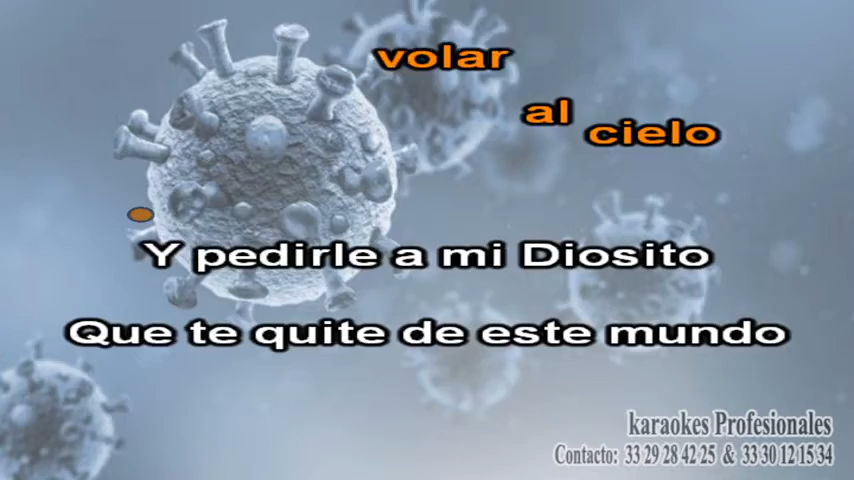 volar
al
cielo
Y pedirle a mi Diosito
Que te quite de este mundo
karaokes Profesionales
Contacto: 33 29 28 42 25 & 33 30 12 15 34